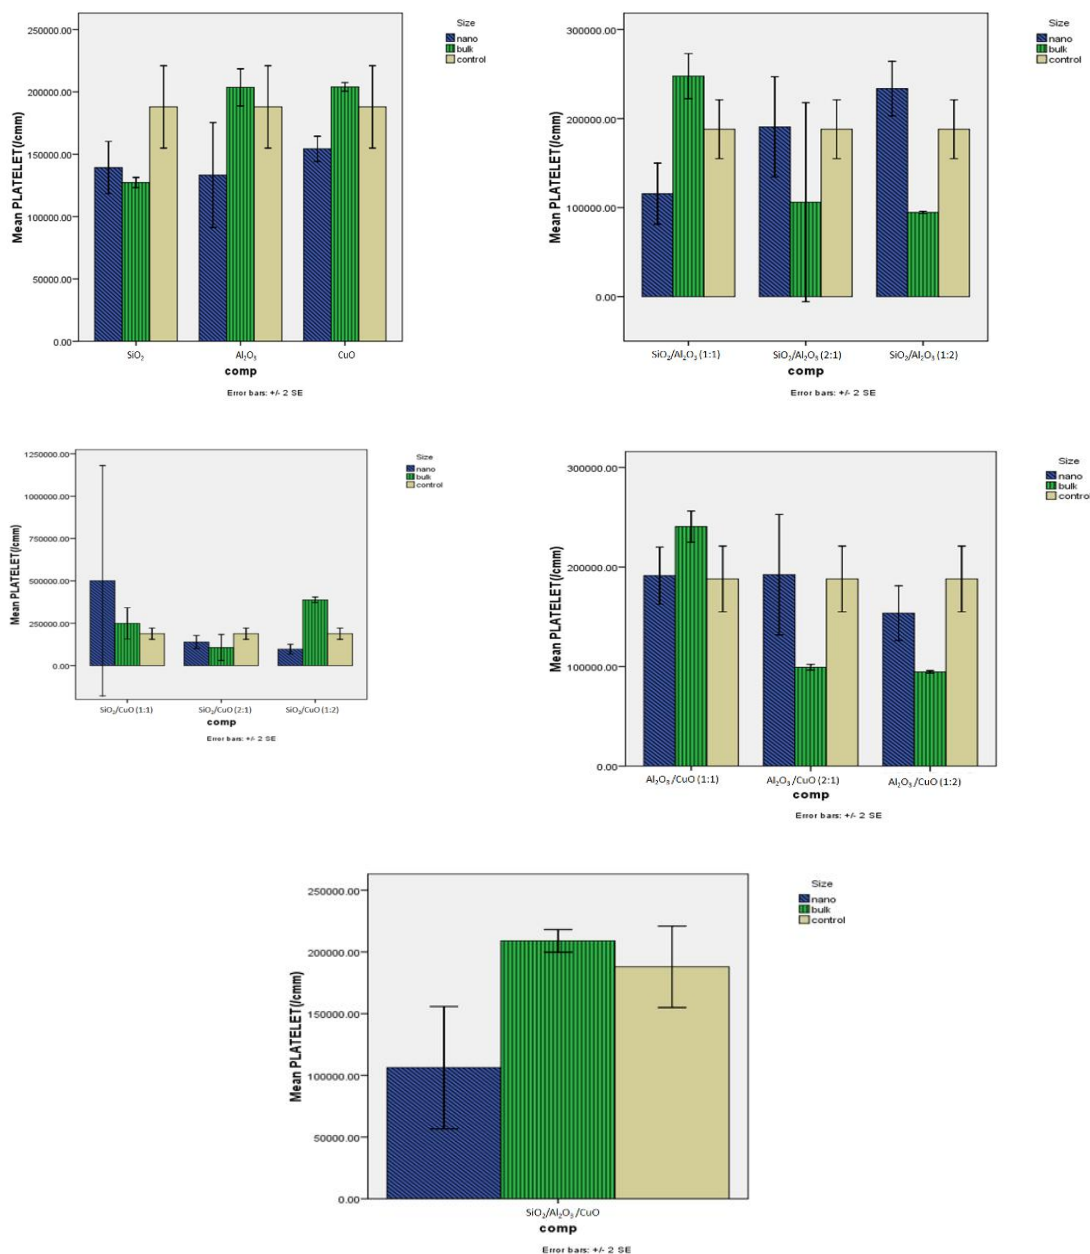 Size
nano
bulk
control
250000.00
200000.00
150000.00
100000.00
50000.00
0.00
Mean PLATELET(/cmm)
SiO₂
Al₂O₃
CuO
comp
Error bars: +/- 2 SE
Size
nano
bulk
control
300000.00
200000.00
100000.00
0.00
Mean PLATELET(/cmm)
SiO₂/Al₂O₃ (1:1)
SiO₂/Al₂O₃ (2:1)
SiO₂/Al₂O₃ (1:2)
comp
Error bars: +/- 2 SE
Size
nano
bulk
control
1250000.00
1000000.00
750000.00
500000.00
250000.00
0.00
Mean PLATELET(/cmm)
SiO₂/CuO (1:1)
SiO₂/CuO (2:1)
SiO₂/CuO (1:2)
comp
Error bars: +/- 2 SE
Size
nano
bulk
control
300000.00
200000.00
100000.00
0.00
Mean PLATELET(/cmm)
Al₂O₃/CuO (1:1)
Al₂O₃/CuO (2:1)
Al₂O₃/CuO (1:2)
comp
Error bars: +/- 2 SE
Size
nano
bulk
control
250000.00
200000.00
150000.00
100000.00
50000.00
0.00
Mean PLATELET(/cmm)
SiO₂/Al₂O₃/CuO
comp
Error bars: +/- 2 SE